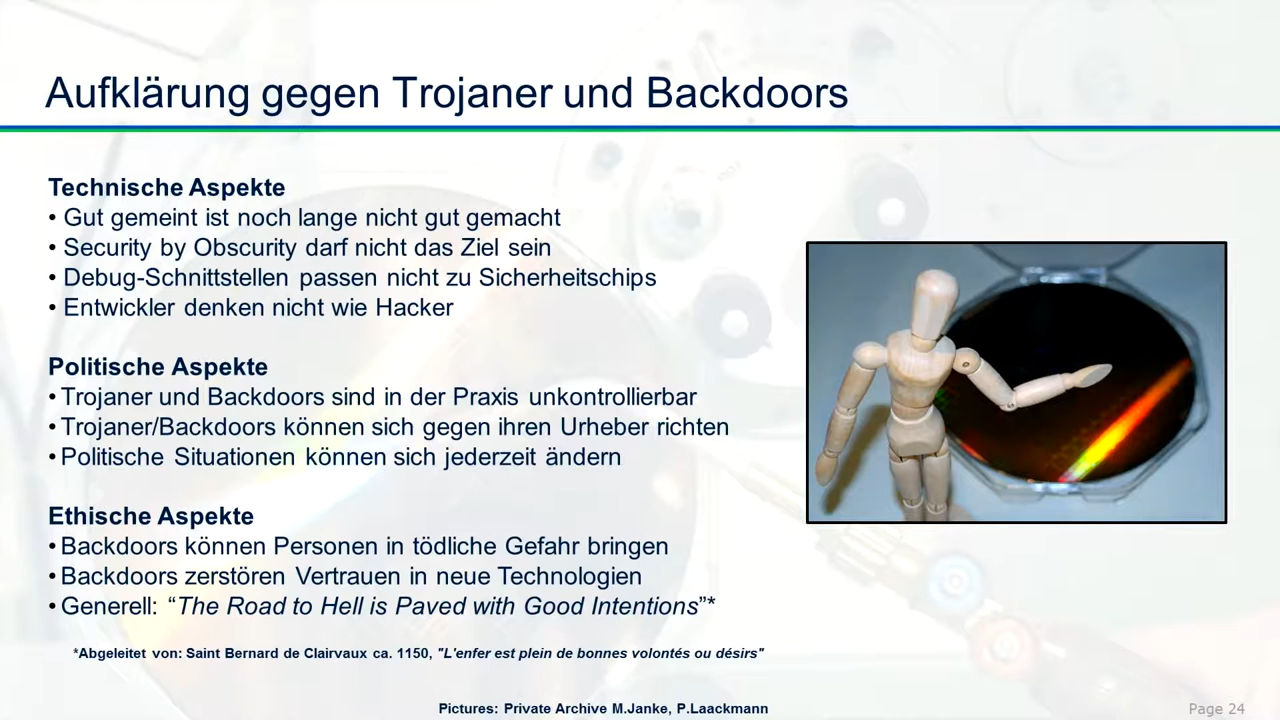 Aufklärung gegen Trojaner und Backdoors
Technische Aspekte
• Gut gemeint ist noch lange nicht gut gemacht
• Security by Obscurity darf nicht das Ziel sein
• Debug-Schnittstellen passen nicht zu Sicherheitschips
• Entwickler denken nicht wie Hacker
Politische Aspekte
• Trojaner und Backdoors sind in der Praxis unkontrollierbar
• Trojaner/Backdoors können sich gegen ihren Urheber richten
• Politische Situationen können sich jederzeit ändern
Ethische Aspekte
• Backdoors können Personen in tödliche Gefahr bringen
• Backdoors zerstören Vertrauen in neue Technologien
• Generell: “The Road to Hell is Paved with Good Intentions”*
*Abgeleitet von: Saint Bernard de Clairvaux ca. 1150, "L'enfer est plein de bonnes volontés ou désirs"
Pictures: Private Archive M.Janke, P.Laackmann
Page 24